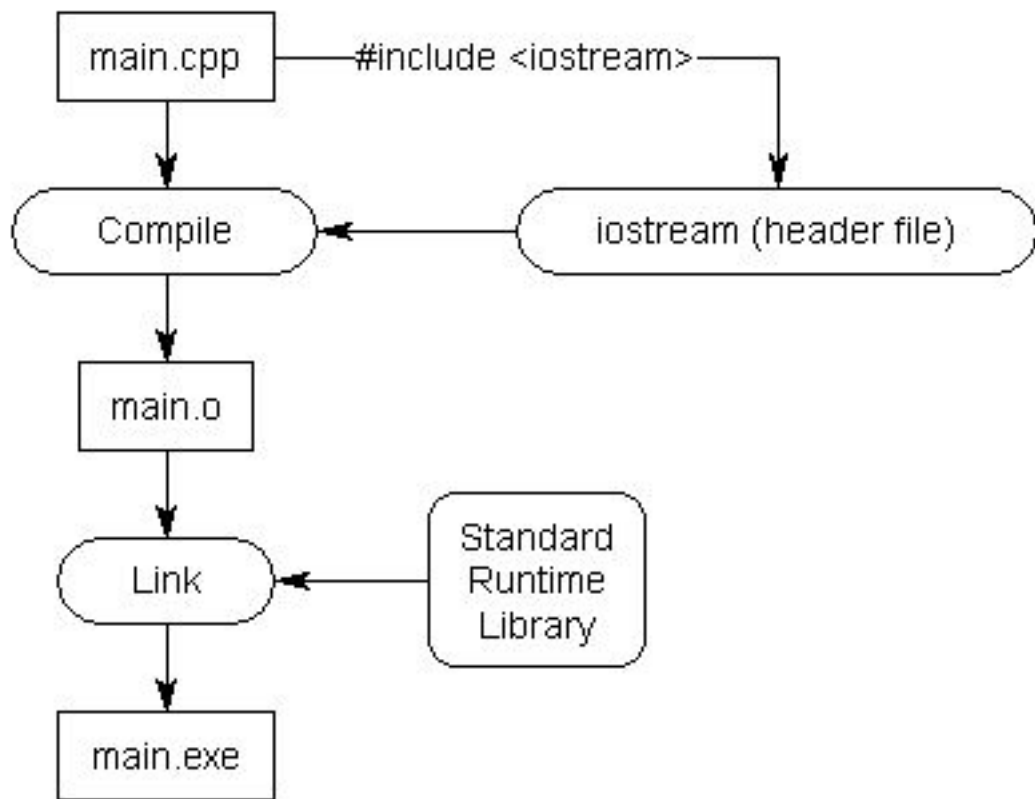 main.cpp
#include <iostream>
Compile
iostream (header file)
main.o
Standard
Runtime
Library
Link
main.exe